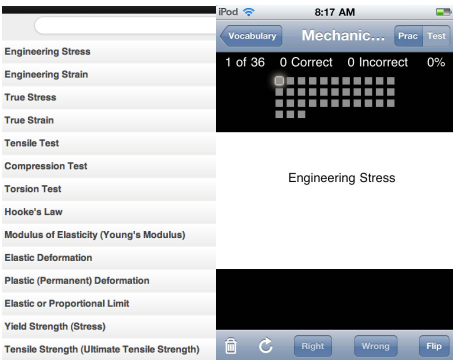 Engineering Stress
Engineering Strain
True Stress
True Strain
Tensile Test
Compression Test
Torsion Test
Hooke's Law
Modulus of Elasticity (Young's Modulus)
Elastic Deformation
Plastic (Permanent) Deformation
Elastic or Proportional Limit
Yield Strength (Stress)
Tensile Strength (Ultimate Tensile Strength)
iPod 8:17 AM
Vocabulary Mechanic... Prac Test
1 of 36 0 Correct 0 Incorrect 0%
Engineering Stress
Right Wrong Flip